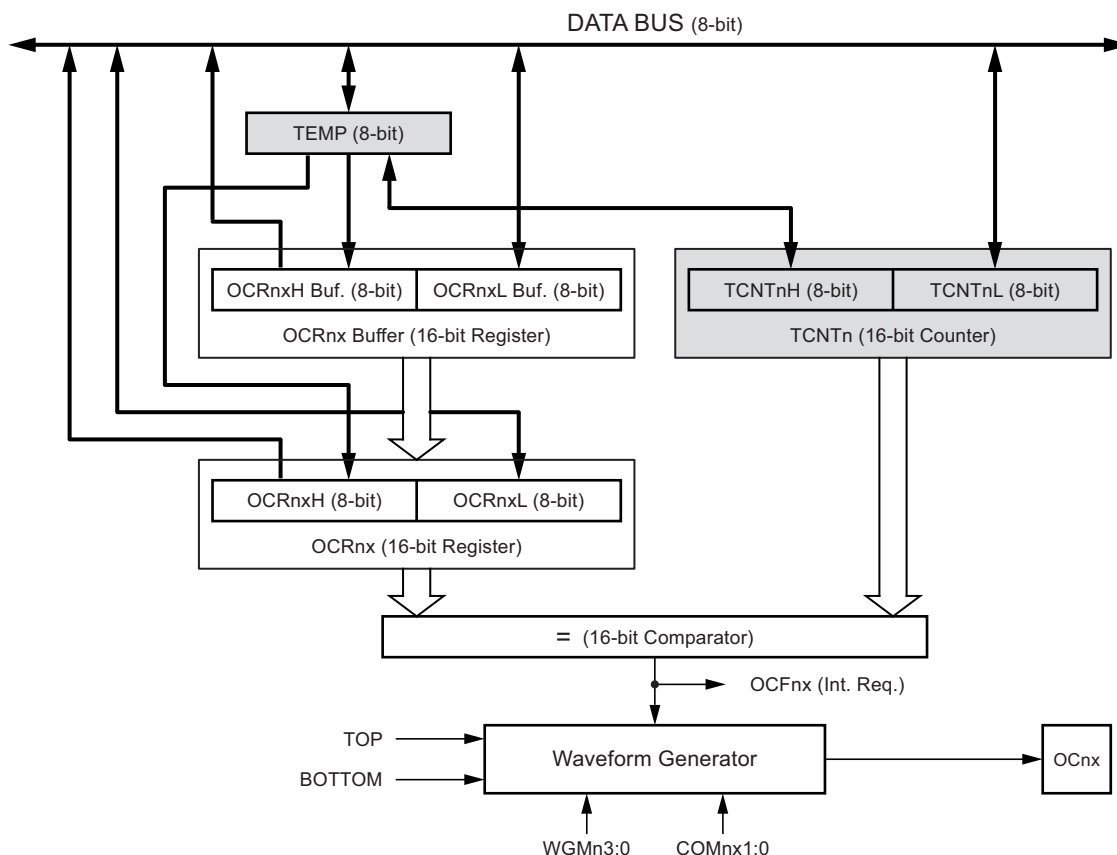 DATA BUS (8-bit)
TEMP (8-bit)
OCRnxH Buf. (8-bit)
OCRnxL Buf. (8-bit)
TCNTnH (8-bit)
TCNTnL (8-bit)
OCRnx Buffer (16-bit Register)
TCNTn (16-bit Counter)
OCRnxH (8-bit)
OCRnxL (8-bit)
OCRnx (16-bit Register)
= (16-bit Comparator)
OCFnx (Int. Req.)
TOP
BOTTOM
Waveform Generator
OCnx
WGMn3:0
COMnx1:0